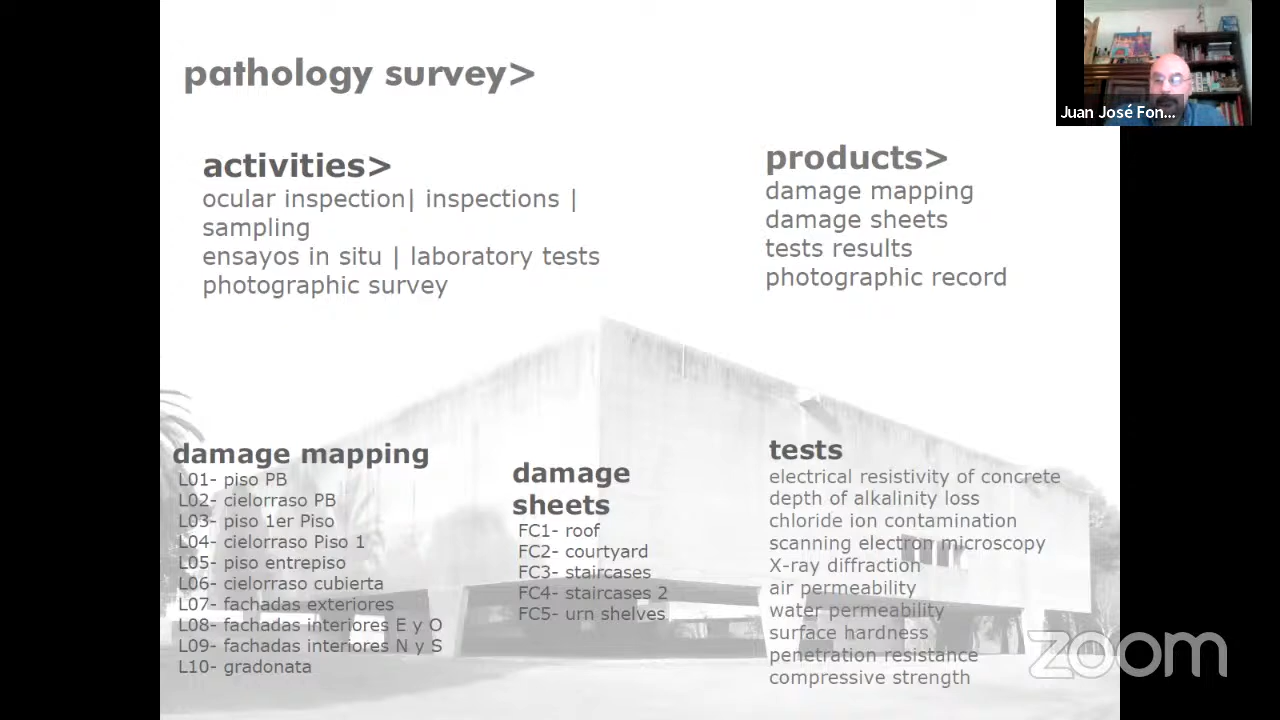 pathology survey>
Juan José Fon...
activities>
ocular inspection| inspections |
sampling
ensayos in situ | laboratory tests
photographic survey
products>
damage mapping
damage sheets
tests results
photographic record
damage mapping
L01- piso PB
L02- cielorraso PB
L03- piso 1er Piso
L04- cielorraso Piso 1
L05- piso entrepiso
L06- cielorraso cubierta
L07- fachadas exteriores
L08- fachadas interiores E y O
L09- fachadas interiores N y S
L10- gradonata
damage
sheets
FC1- roof
FC2- courtyard
FC3- staircases
FC4- staircases 2
FC5- urn shelves
tests
electrical resistivity of concrete
depth of alkalinity loss
chloride ion contamination
scanning electron microscopy
X-ray diffraction
air permeability
water permeability
surface hardness
penetration resistance
compressive strength
zoom